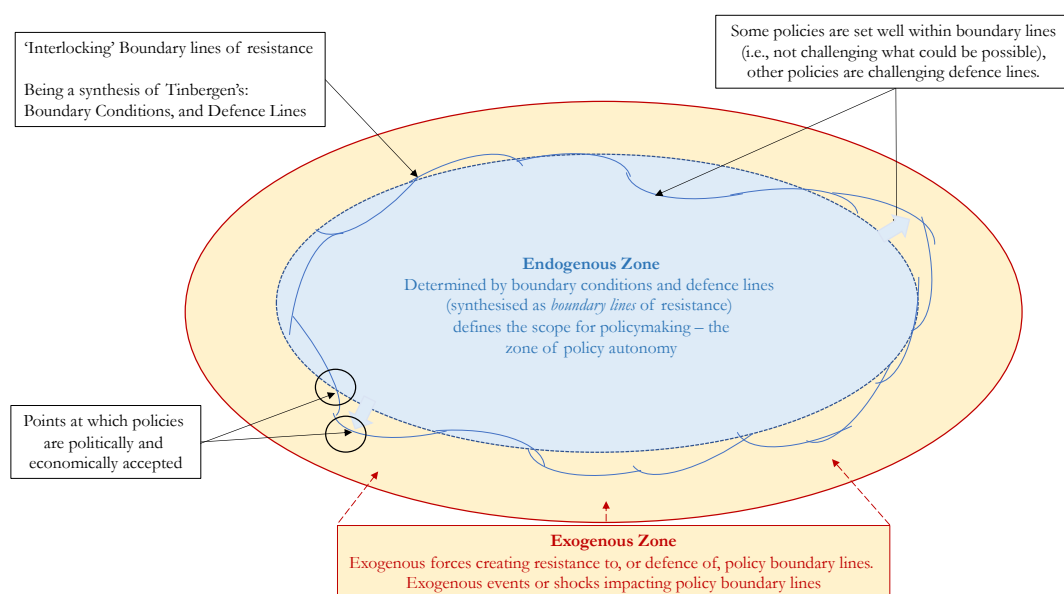 ‘Interlocking’ Boundary lines of resistance
Being a synthesis of Tinbergen’s:
Boundary Conditions, and Defence Lines
Some policies are set well within boundary lines
(i.e., not challenging what could be possible),
other policies are challenging defence lines.
Endogenous Zone
Determined by boundary conditions and defence lines
(synthesised as boundary lines of resistance)
defines the scope for policymaking – the
zone of policy autonomy
Points at which policies
are politically and
economically accepted
Exogenous Zone
Exogenous forces creating resistance to, or defence of, policy boundary lines.
Exogenous events or shocks impacting policy boundary lines